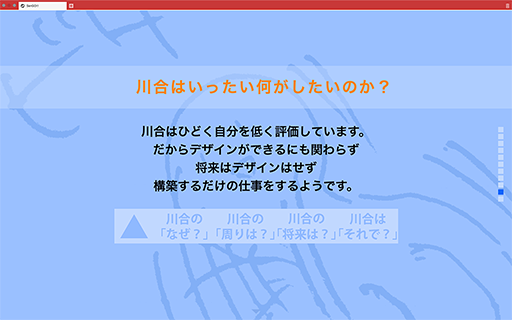 川合はいったい何がしたいのか？
川合はひどく自分を低く評価しています。
だからデザインができるにも関わらず
将来はデザインはせず
構築するだけの仕事をするようです。
川合の 川合の 川合の 川合は
「なぜ？」「周りは？」「将来は？」「それで？」